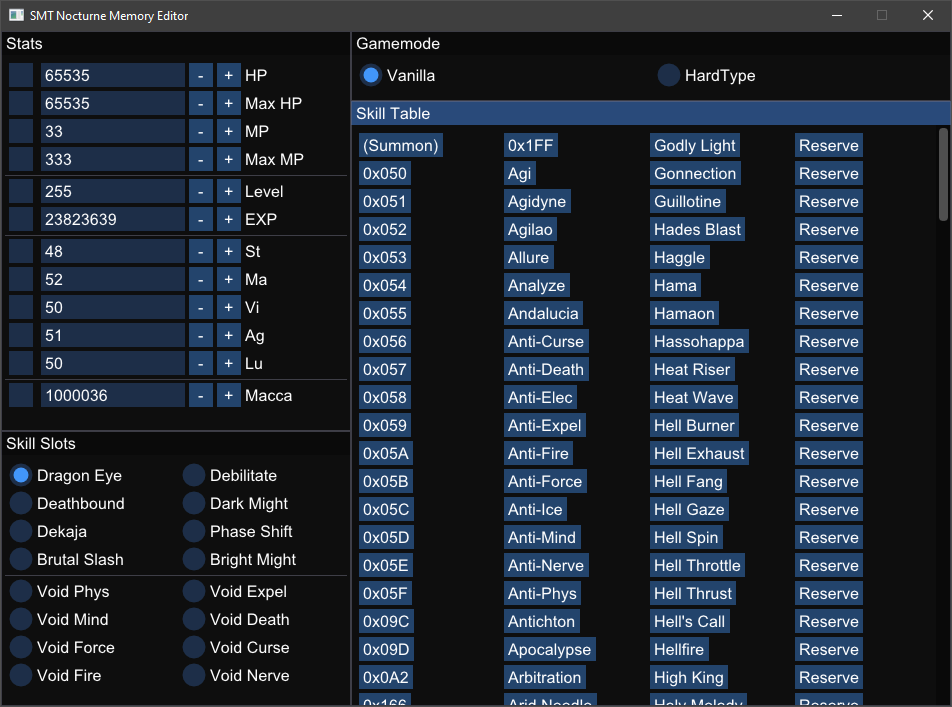 SMT Nocturne Memory Editor
Stats
65535 - + HP
65535 - + Max HP
33 - + MP
333 - + Max MP
255 - + Level
23823639 - + EXP
48 - + St
52 - + Ma
50 - + Vi
51 - + Ag
50 - + Lu
1000036 - + Macca
Skill Slots
Dragon Eye Debilitate
Deathbound Dark Might
Dekaja Phase Shift
Brutal Slash Bright Might
Void Phys Void Expel
Void Mind Void Death
Void Force Void Curse
Void Fire Void Nerve
Gamemode
Vanilla HardType
Skill Table
(Summon) 0x1FF Godly Light Reserve
0x050 Agi Gonnection Reserve
0x051 Agidyne Guillotine Reserve
0x052 Agilao Hades Blast Reserve
0x053 Allure Haggle Reserve
0x054 Analyze Hama Reserve
0x055 Andalucia Hamaon Reserve
0x056 Anti-Curse Hassohappa Reserve
0x057 Anti-Death Heat Riser Reserve
0x058 Anti-Elec Heat Wave Reserve
0x059 Anti-Expel Hell Burner Reserve
0x05A Anti-Fire Hell Exhaust Reserve
0x05B Anti-Force Hell Fang Reserve
0x05C Anti-Ice Hell Gaze Reserve
0x05D Anti-Mind Hell Spin Reserve
0x05E Anti-Nerve Hell Throttle Reserve
0x05F Anti-Phys Hell Thrust Reserve
0x09C Antichton Hell's Call Reserve
0x09D Apocalypse Hellfire Reserve
0x0A2 Arbitration High King Reserve
0x166 Arid Needle Holy Melody Reserve